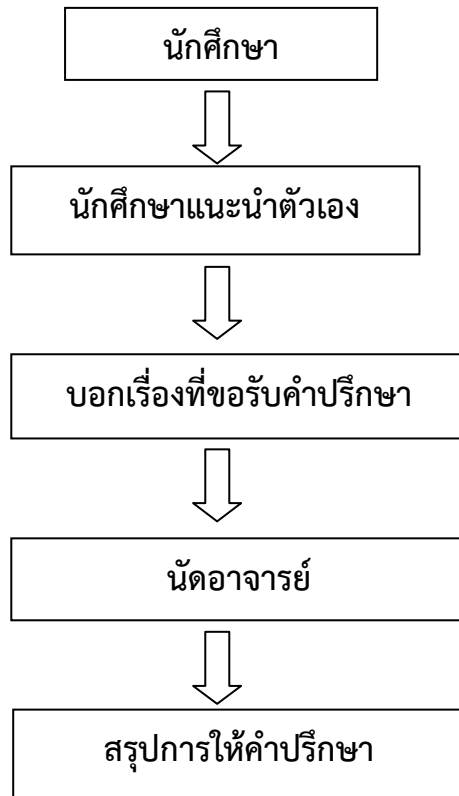 นักศึกษา
นักศึกษาแนะนำตัวเอง
บอกเรื่องที่ขอรับคำปรึกษา
นัดอาจารย์
สรุปการให้คำปรึกษา